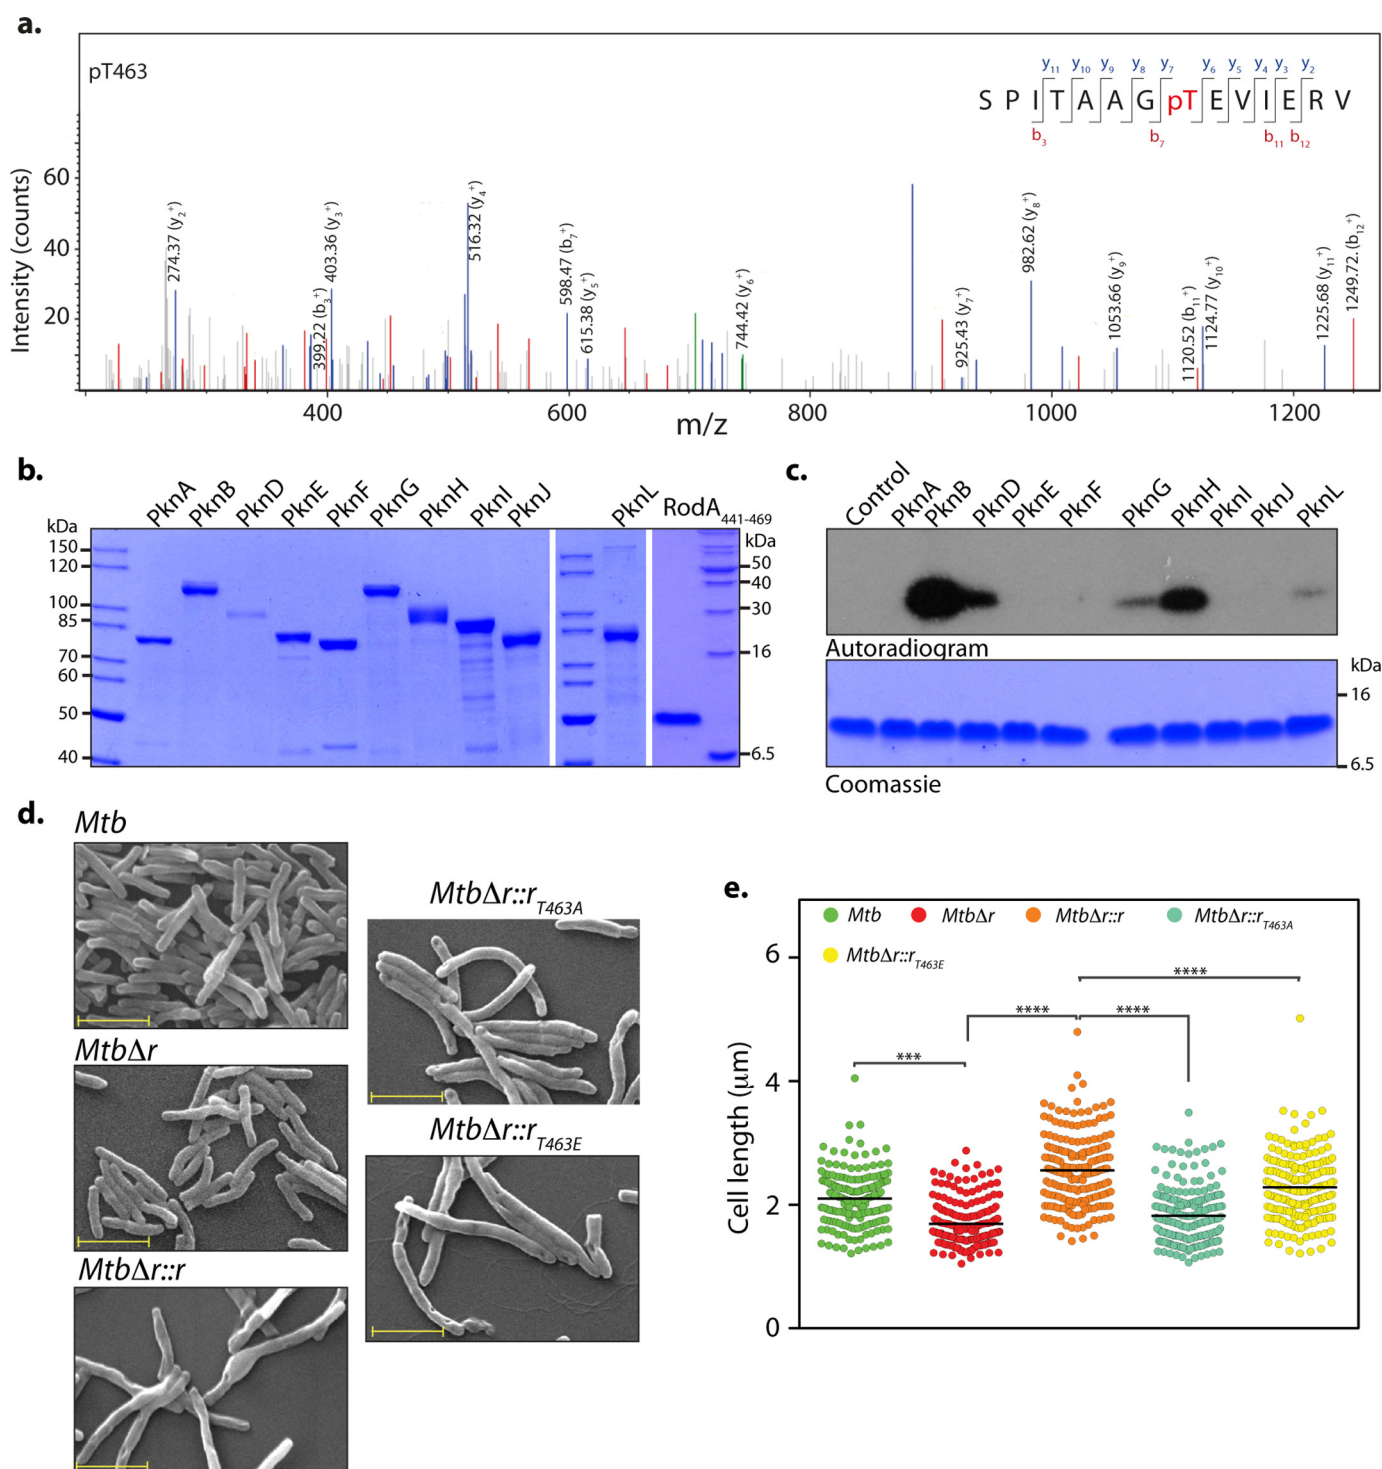 a.
pT463
y11 y10 y9 y8 y7 y6 y5 y4 y3 y2
S P I T A A G pT E V I E R V
b3 b7 b11 b12
Intensity (counts)
60
40
20
274.37 (y2+)
399.22 (b3+)
403.36 (y3+)
516.32 (y4+)
598.47 (b7+)
615.38 (y5+)
744.42 (y6+)
925.43 (y7+)
982.62 (y8+)
1053.66 (y9+)
1120.52 (b11+)
1124.77 (y10+)
1225.68 (y11+)
1249.72. (b12+)
400 600 800 1000 1200
m/z
b.
PknA PknB PknD PknE PknF PknG PknH PknI PknJ PknL RodA441-469
kDa
150
120
100
85
70
60
50
40
kDa
50
40
30
16
6.5
c.
Control PknA PknB PknD PknE PknF PknG PknH PknI PknJ PknL
Autoradiogram
kDa
16
6.5
Coomassie
d.
Mtb
MtbΔr
MtbΔr::r
MtbΔr::rT463A
MtbΔr::rT463E
e.
Mtb MtbΔr MtbΔr::r MtbΔr::rT463A
MtbΔr::rT463E
Cell length (μm)
6
4
2
0
***
****
****
****